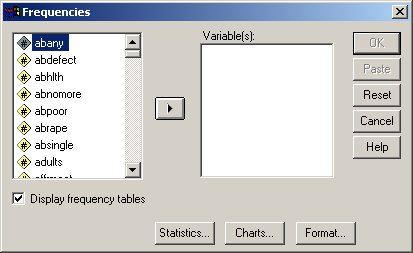 Frequencies
abany
abdefect
abhlth
abnomore
abpoor
abrape
absingle
adults
Variable(s):
OK
Paste
Reset
Cancel
Help
Display frequency tables
Statistics...
Charts...
Format...